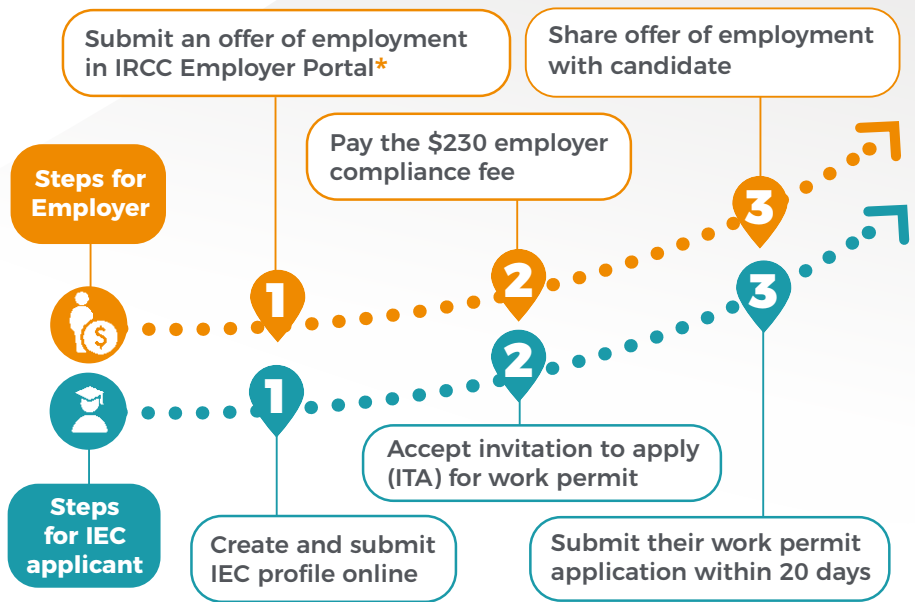 Submit an offer of employment
in IRCC Employer Portal*
Share offer of employment
with candidate
Pay the $230 employer
compliance fee
Steps for
Employer
1
2
3
$
1
2
3
Accept invitation to apply
(ITA) for work permit
Steps
for IEC
applicant
Create and submit
IEC profile online
Submit their work permit
application within 20 days